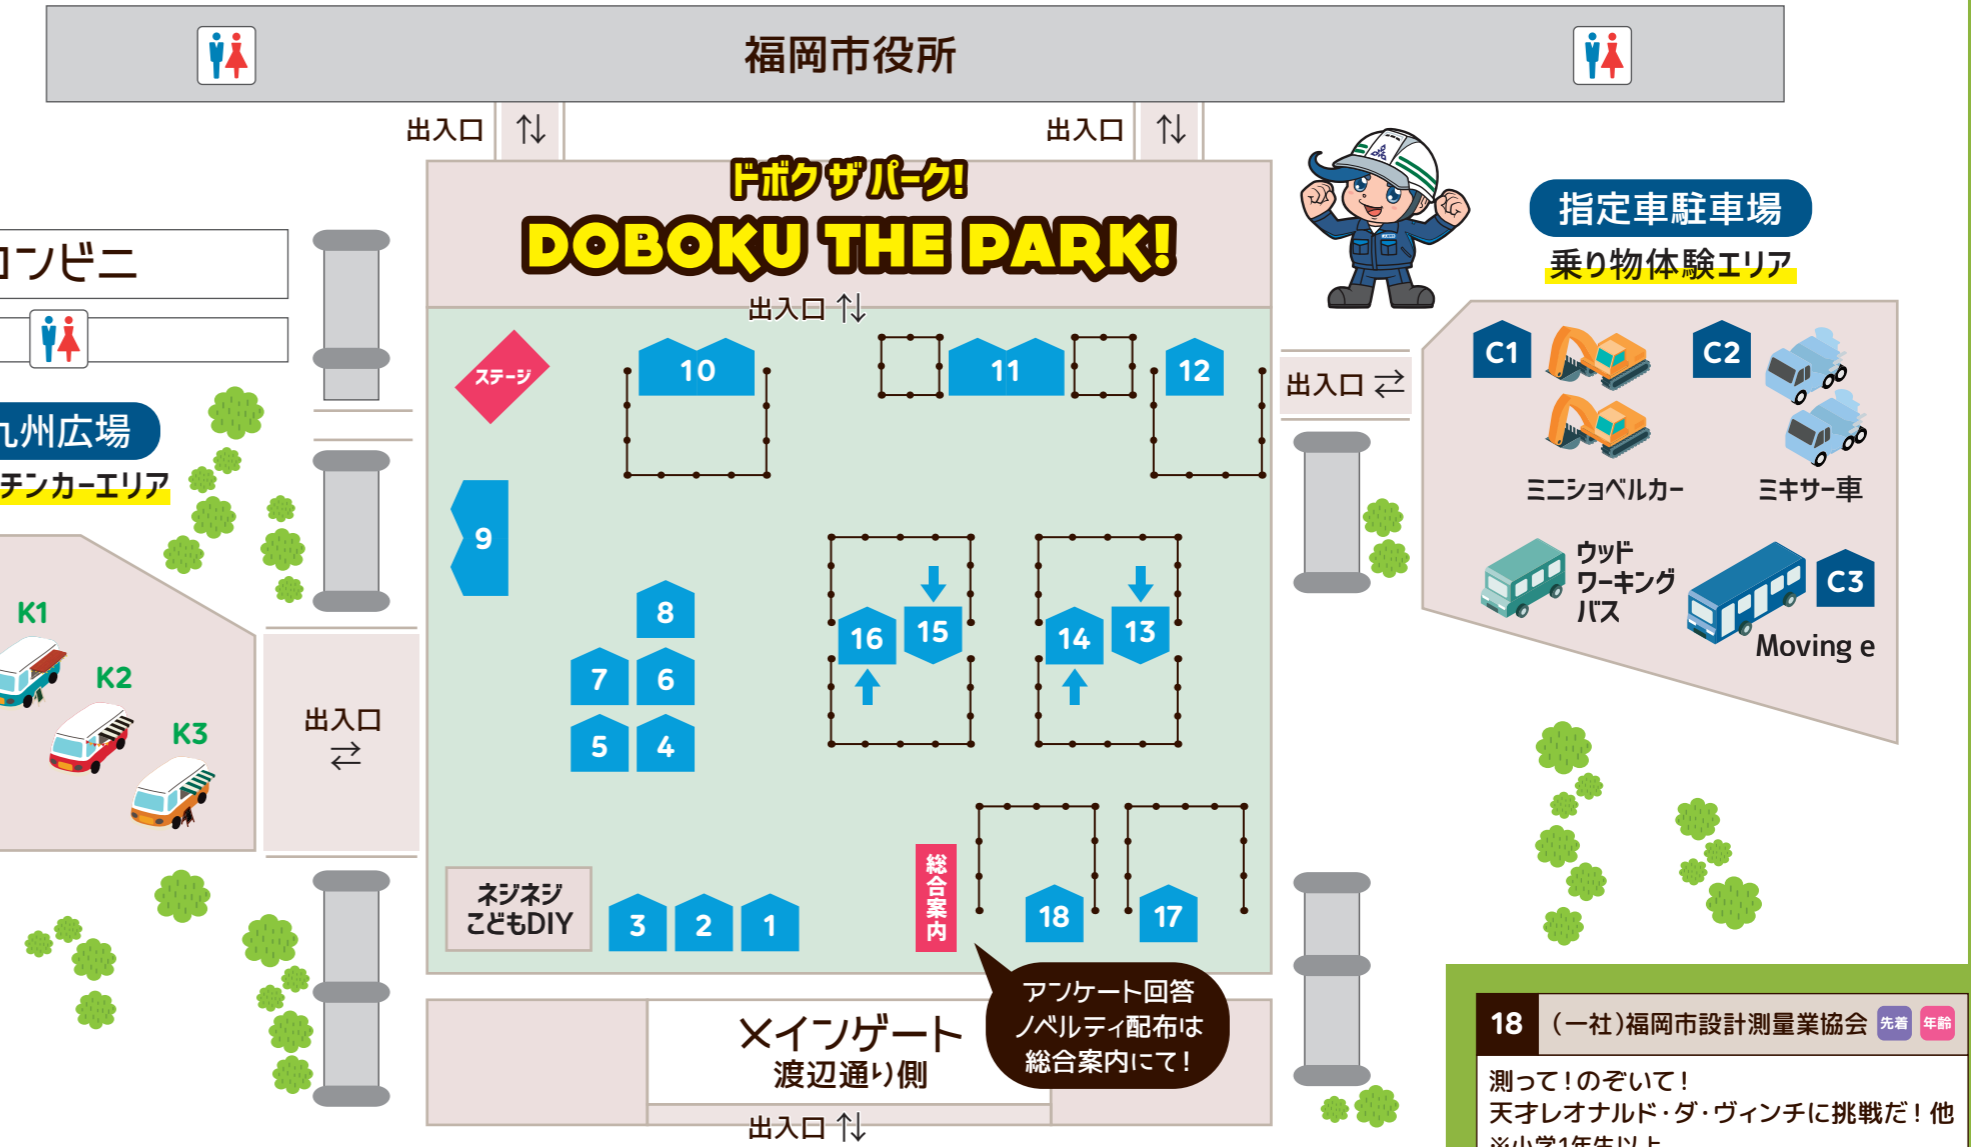 福岡市役所
出入口 ↑↓
出入口 ↑↓
ドボク ザ パーク!
DOBOKU THE PARK!
出入口 ↑↓
指定車駐車場
乗り物体験エリア
コンビニ
ステージ
10
11
12
出入口 ⇄
C1
C2
ミニショベルカー
ミキサー車
ウッド
ワーキング
バス
C3
Moving e
九州広場
チンカーエリア
K1
K2
K3
出入口
⇄
9
8
7
6
5
4
16
15
14
13
ネジネジ
こどもDIY
3
2
1
総合案内
18
17
アンケート回答
ノベルティ配布は
総合案内にて!
メインゲート
渡辺通り側
出入口 ↑↓
18 (一社)福岡市設計測量業協会 先着 年齢
測って!のぞいて!
天才レオナルド・ダ・ヴィンチに挑戦だ!他
※小学1年生以上